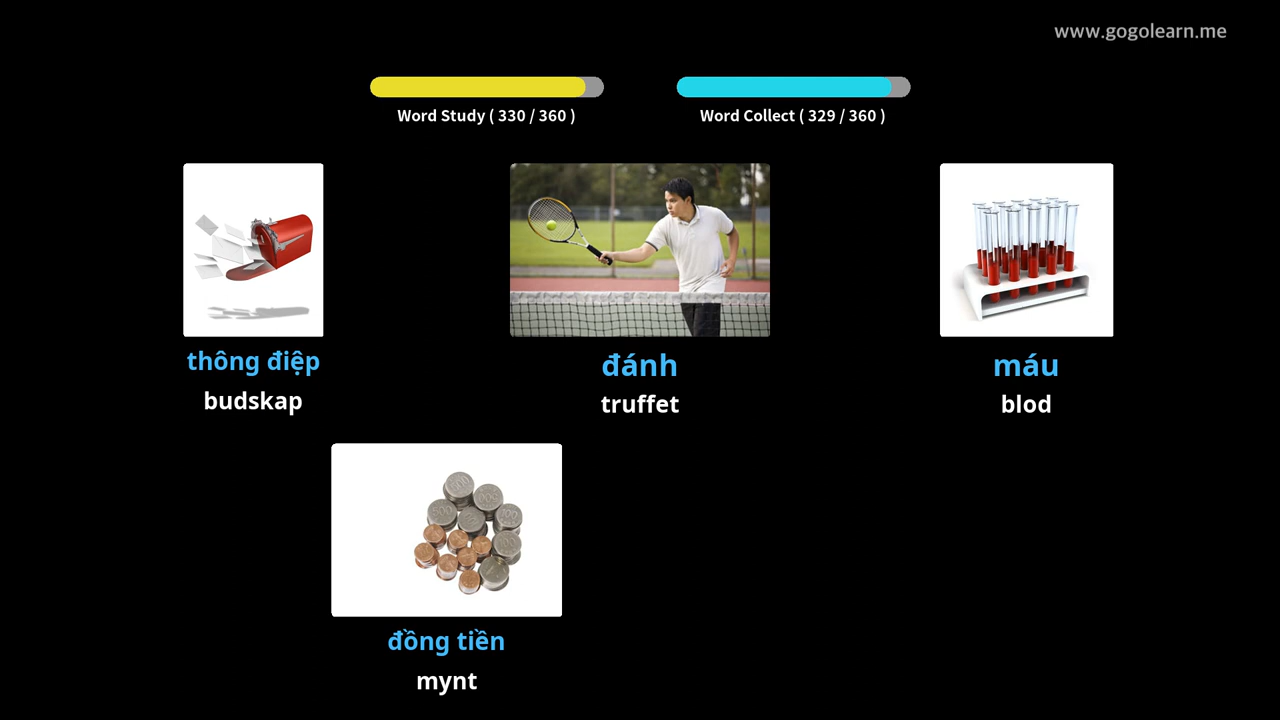 www.gogolearn.me
Word Study ( 330 / 360 )
Word Collect ( 329 / 360 )
thông điệp
budskap
đánh
truffet
máu
blod
đồng tiền
mynt